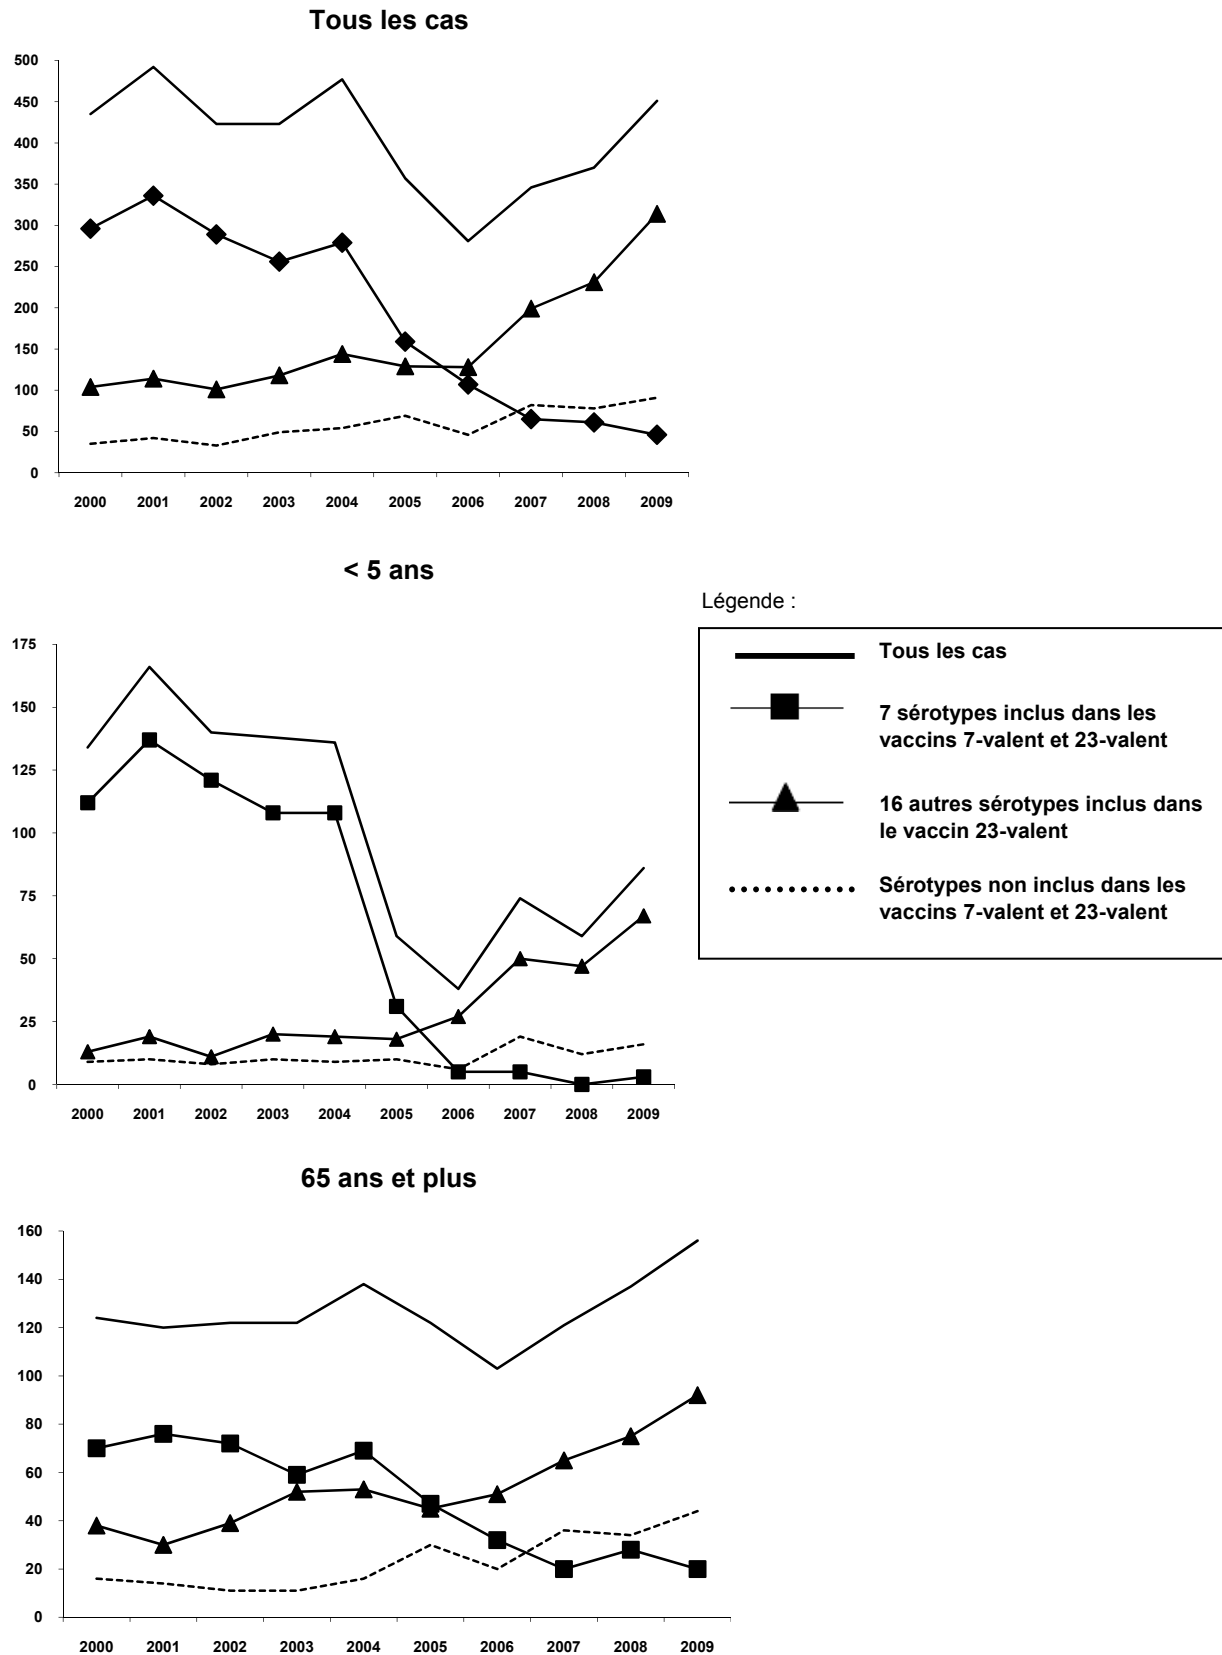 Tous les cas
500
450
400
350
300
250
200
150
100
50
0
2000 2001 2002 2003 2004 2005 2006 2007 2008 2009
< 5 ans
175
150
125
100
75
50
25
0
2000 2001 2002 2003 2004 2005 2006 2007 2008 2009
Légende :
Tous les cas
7 sérotypes inclus dans les
vaccins 7-valent et 23-valent
16 autres sérotypes inclus dans
le vaccin 23-valent
Sérotypes non inclus dans les
vaccins 7-valent et 23-valent
65 ans et plus
160
140
120
100
80
60
40
20
0
2000 2001 2002 2003 2004 2005 2006 2007 2008 2009